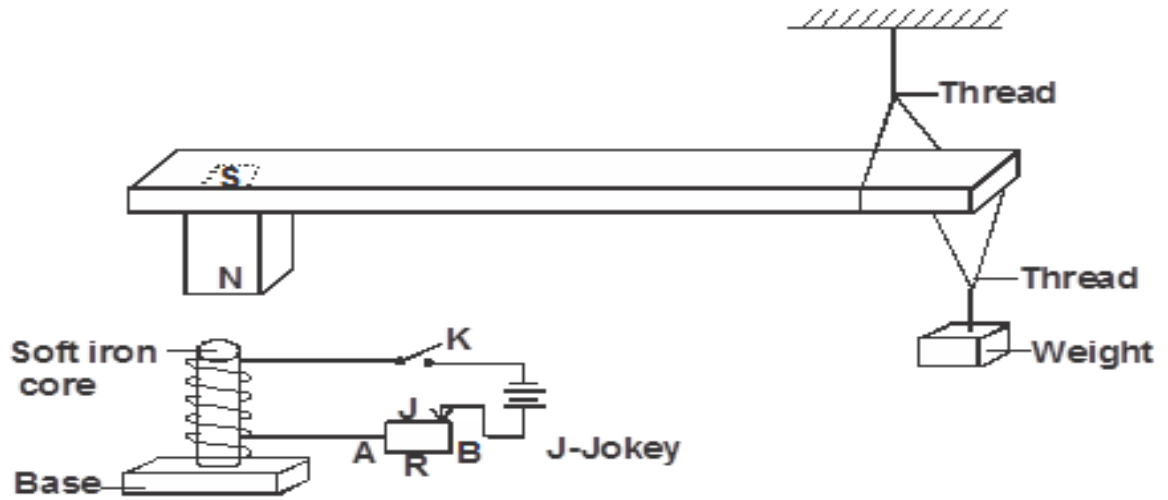 Thread
S
N
Thread
Soft iron
core
K
Weight
J
A
B
J-Jokey
R
Base